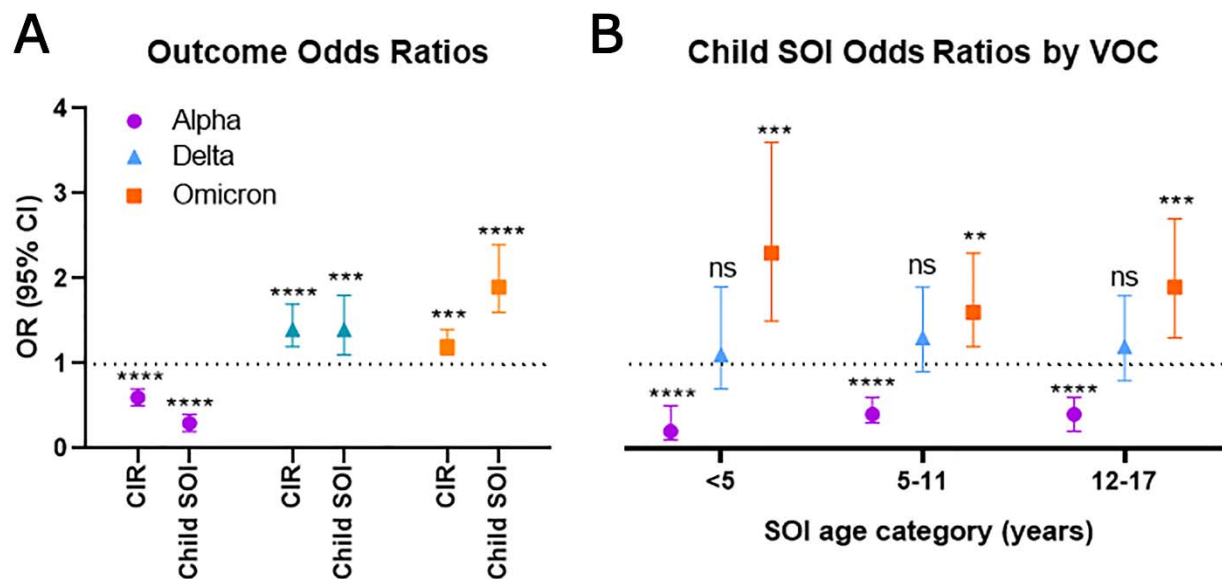 A
Outcome Odds Ratios
OR (95% CI)
4
3
2
1
0
Alpha
Delta
Omicron
****
****
****
***
***
****
CIR
Child SOI
CIR
Child SOI
CIR
Child SOI
B
Child SOI Odds Ratios by VOC
****
ns
***
****
ns
**
****
ns
***
<5
5-11
12-17
SOI age category (years)